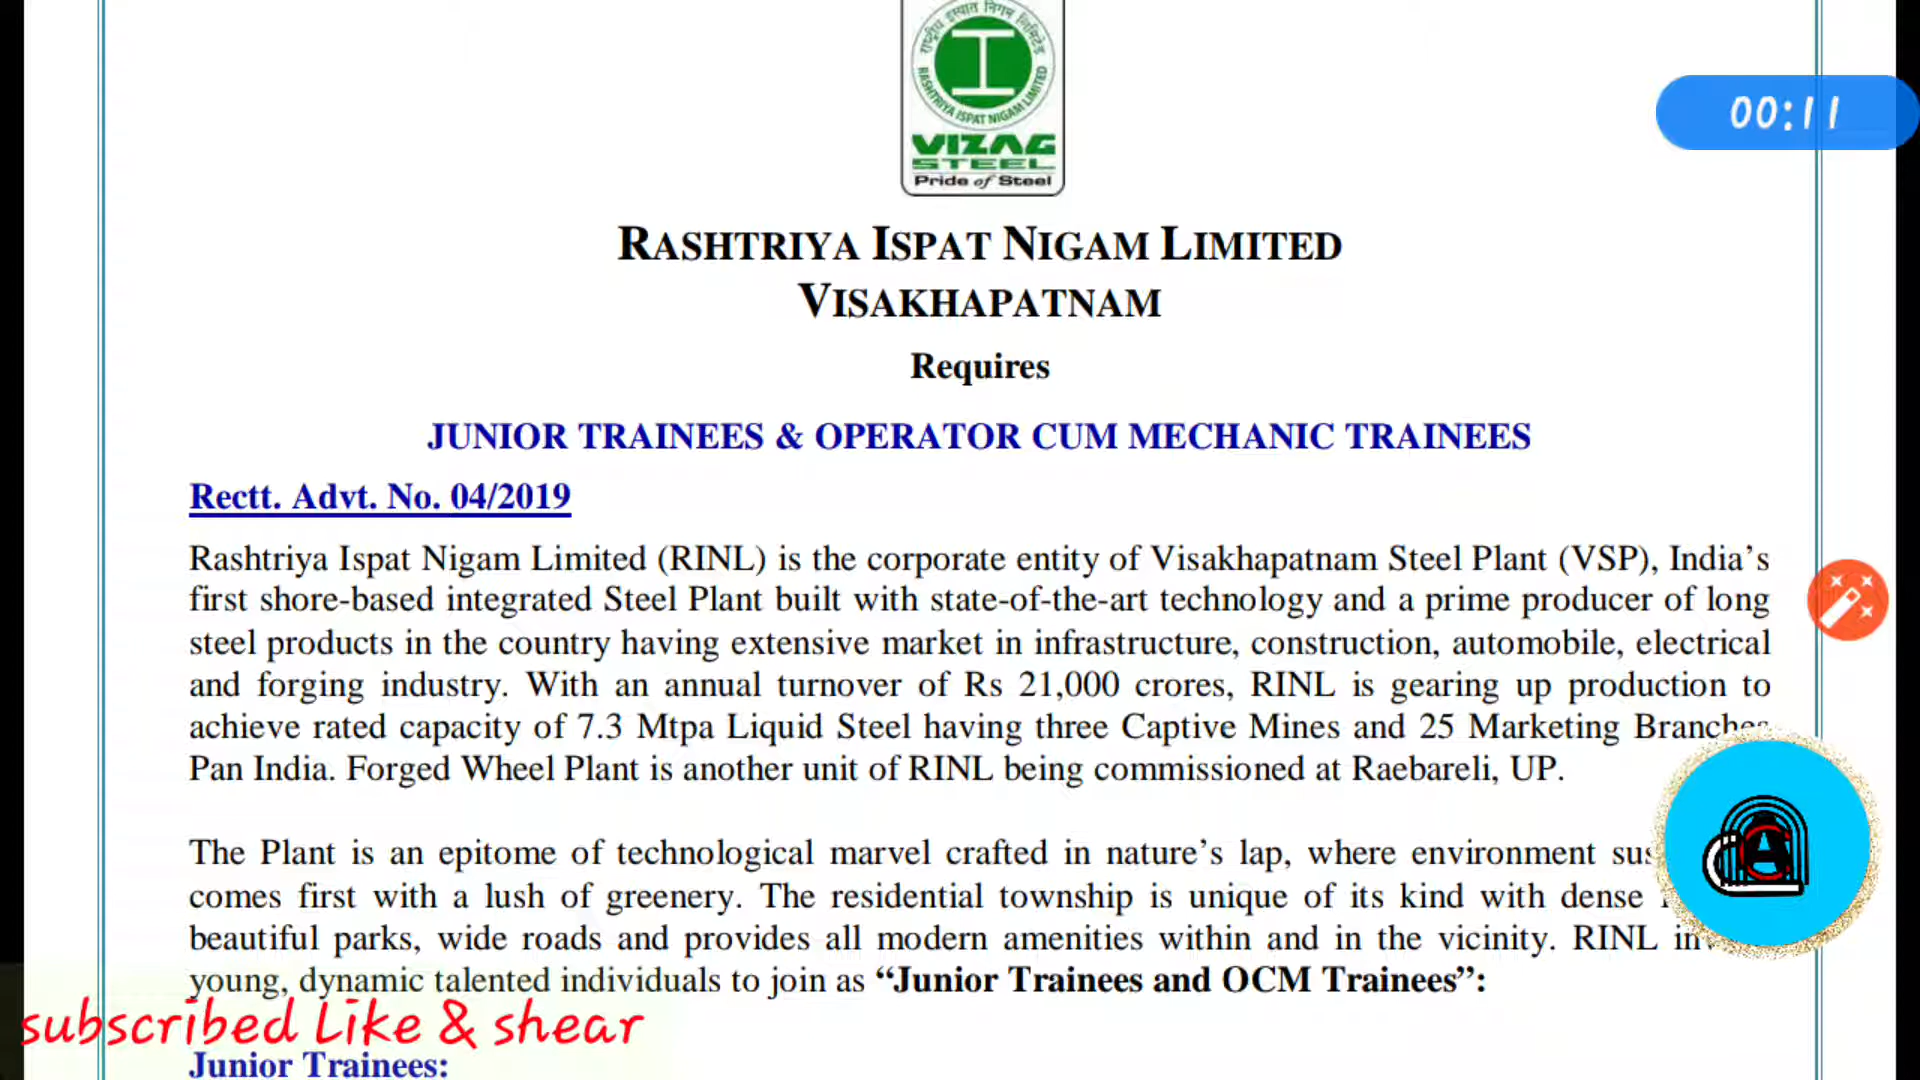 राष्ट्रीय इस्पात निगम लिमिटेड
RASHTRIYA ISPAT NIGAM LIMITED
VIZAG
STEEL
Pride of Steel
00:11
RASHTRIYA ISPAT NIGAM LIMITED
VISAKHAPATNAM
Requires
JUNIOR TRAINEES & OPERATOR CUM MECHANIC TRAINEES
Rectt. Advt. No. 04/2019
Rashtriya Ispat Nigam Limited (RINL) is the corporate entity of Visakhapatnam Steel Plant (VSP), India’s
first shore-based integrated Steel Plant built with state-of-the-art technology and a prime producer of long
steel products in the country having extensive market in infrastructure, construction, automobile, electrical
and forging industry. With an annual turnover of Rs 21,000 crores, RINL is gearing up production to
achieve rated capacity of 7.3 Mtpa Liquid Steel having three Captive Mines and 25 Marketing Branches
Pan India. Forged Wheel Plant is another unit of RINL being commissioned at Raebareli, UP.
The Plant is an epitome of technological marvel crafted in nature’s lap, where environment
comes first with a lush of greenery. The residential township is unique of its kind with dense
beautiful parks, wide roads and provides all modern amenities within and in the vicinity. RINL
young, dynamic talented individuals to join as “Junior Trainees and OCM Trainees”:
subscribed Like & shear
Junior Trainees: